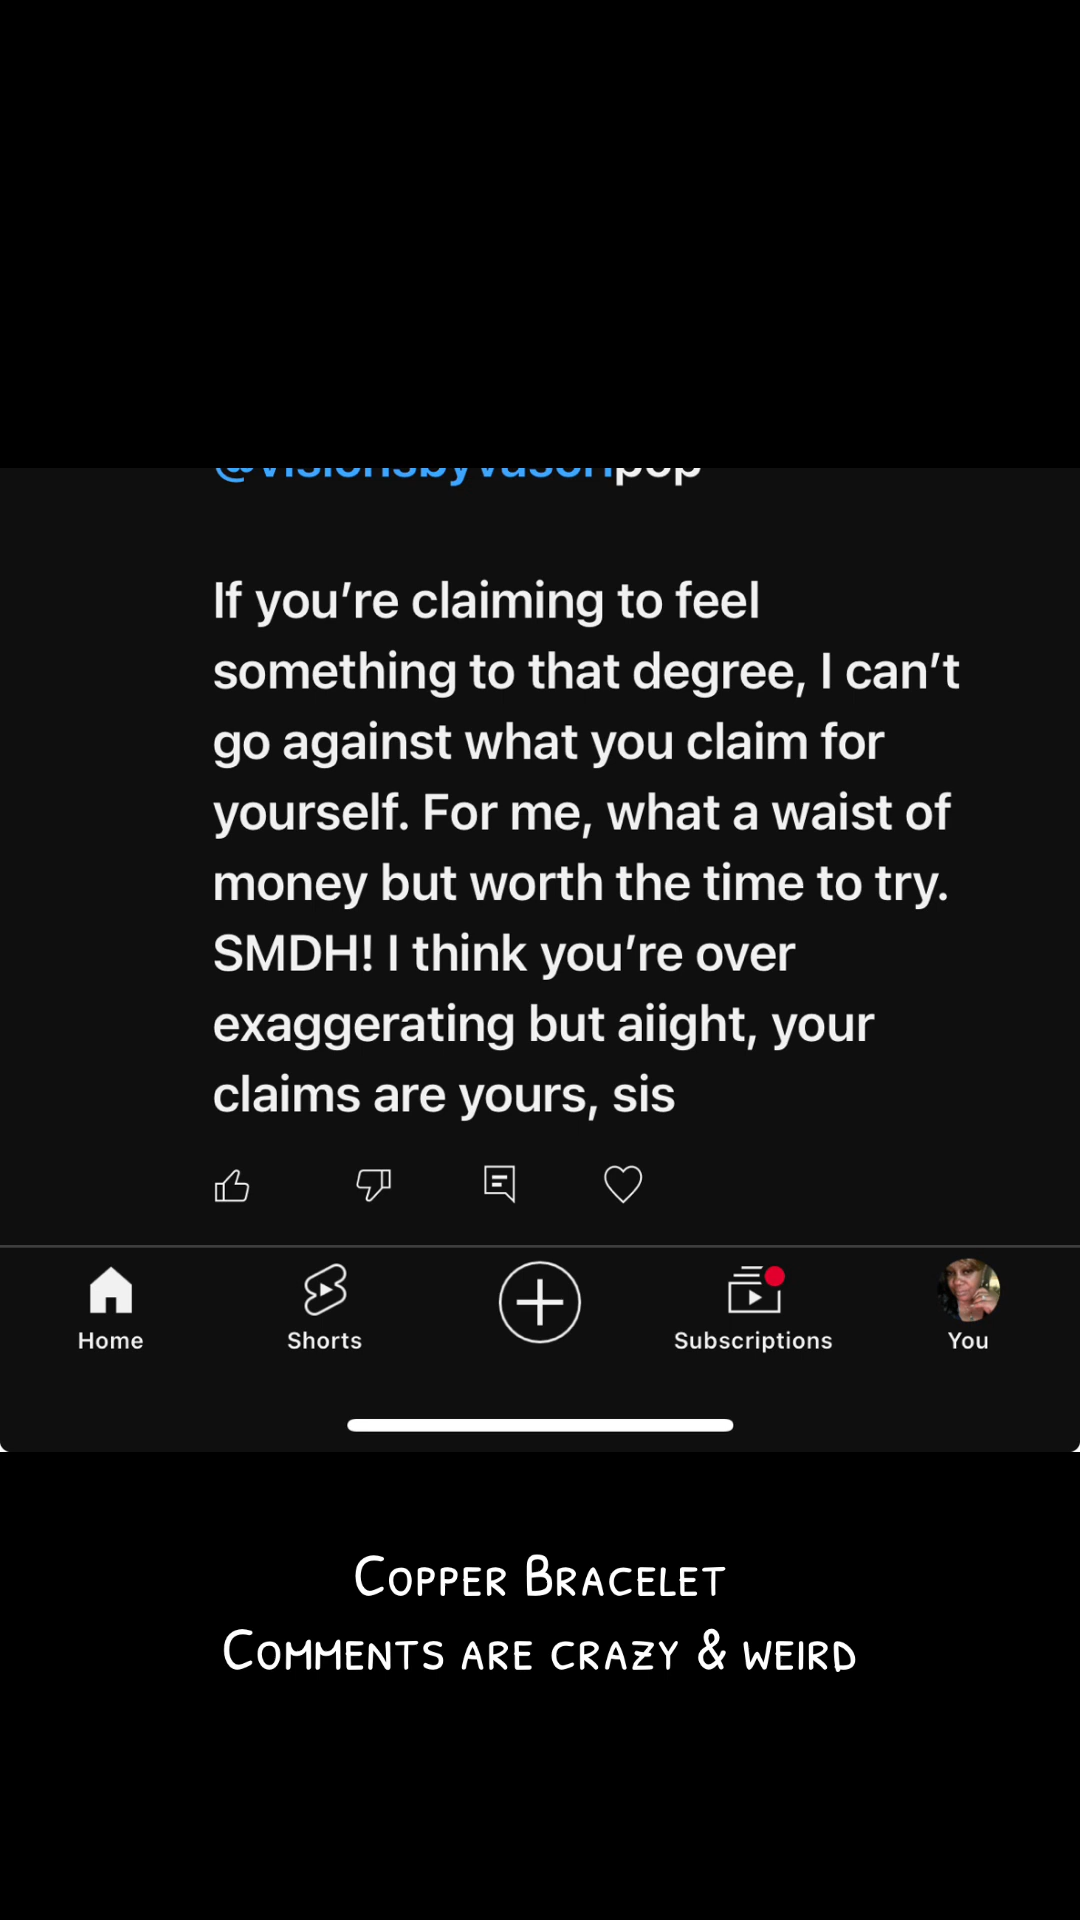 If you’re claiming to feel
something to that degree, I can’t
go against what you claim for
yourself. For me, what a waist of
money but worth the time to try.
SMDH! I think you’re over
exaggerating but aiight, your
claims are yours, sis
Home
Shorts
Subscriptions
You
Copper Bracelet
Comments are crazy & weird